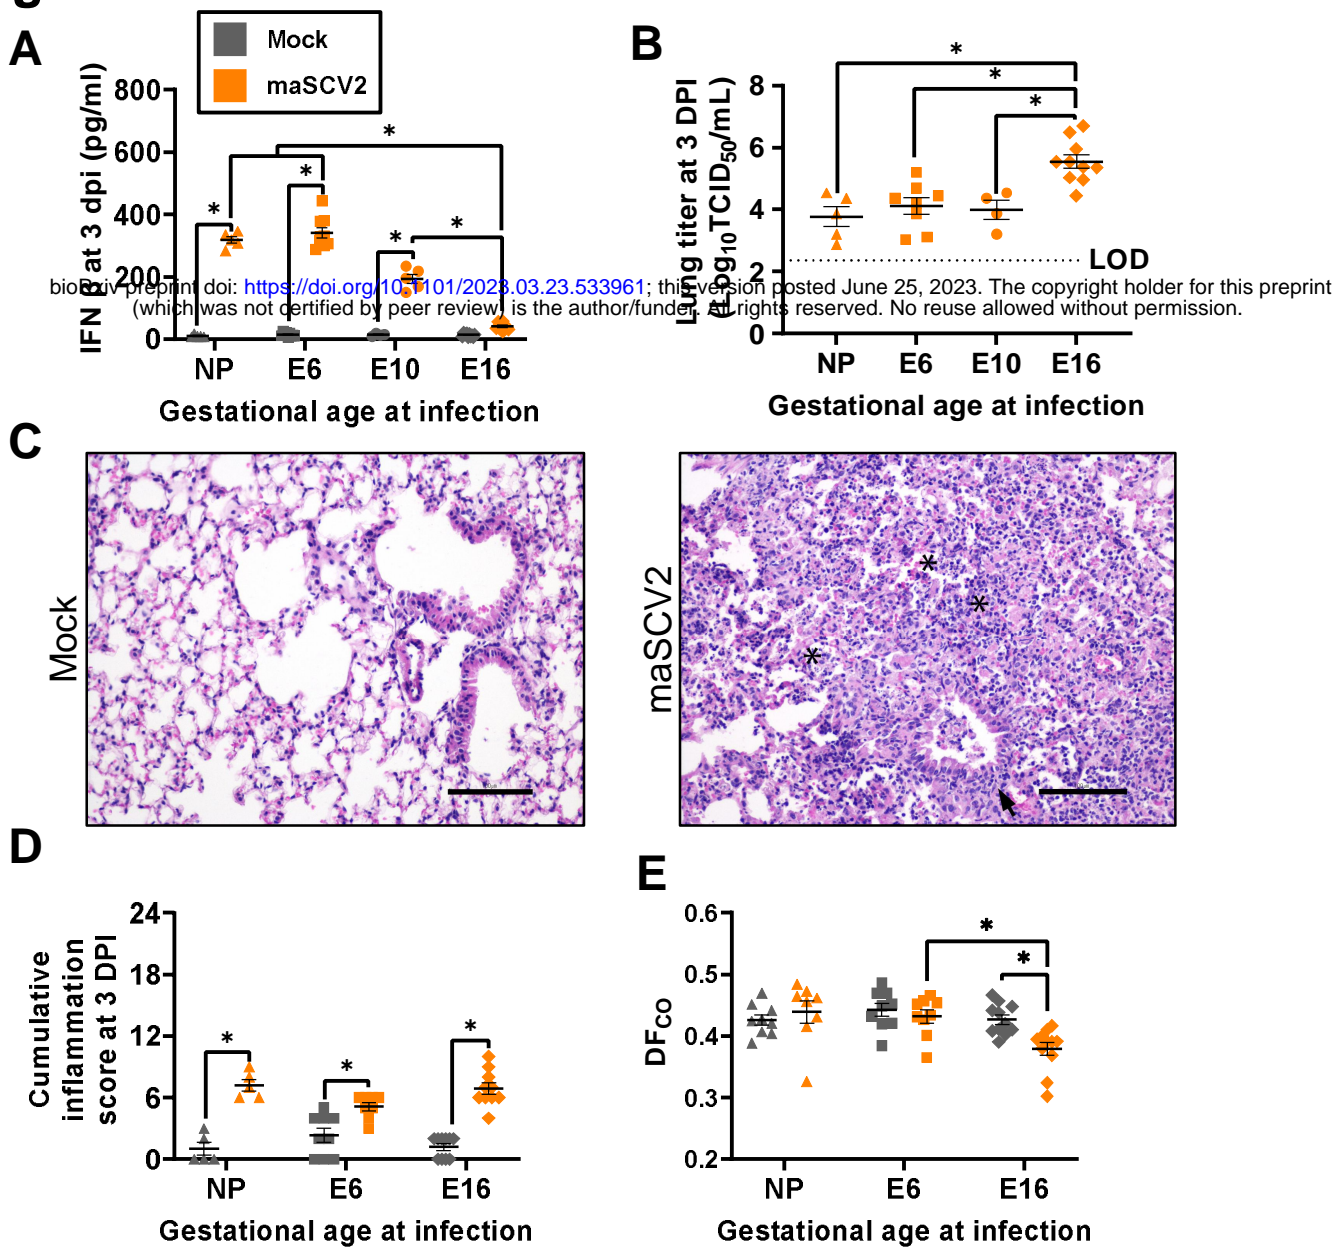 A
Mock
maSCV2
IFN β at 3 dpi (pg/ml)
800
600
400
200
0
*
*
*
*
*
NP E6 E10 E16
Gestational age at infection
B
Lung titer at 3 DPI
(Log10TCID50/mL)
8
6
4
2
0
*
*
*
LOD
NP E6 E10 E16
Gestational age at infection
bioRxiv preprint doi: https://doi.org/10.1101/2023.03.23.533961; this version posted June 25, 2023. The copyright holder for this preprint
(which was not certified by peer review) is the author/funder. All rights reserved. No reuse allowed without permission.
C
Mock
maSCV2
*
*
*
D
Cumulative
inflammation
score at 3 DPI
24
18
12
6
0
*
*
*
NP E6 E16
Gestational age at infection
E
DFCO
0.6
0.5
0.4
0.3
0.2
*
*
NP E6 E16
Gestational age at infection